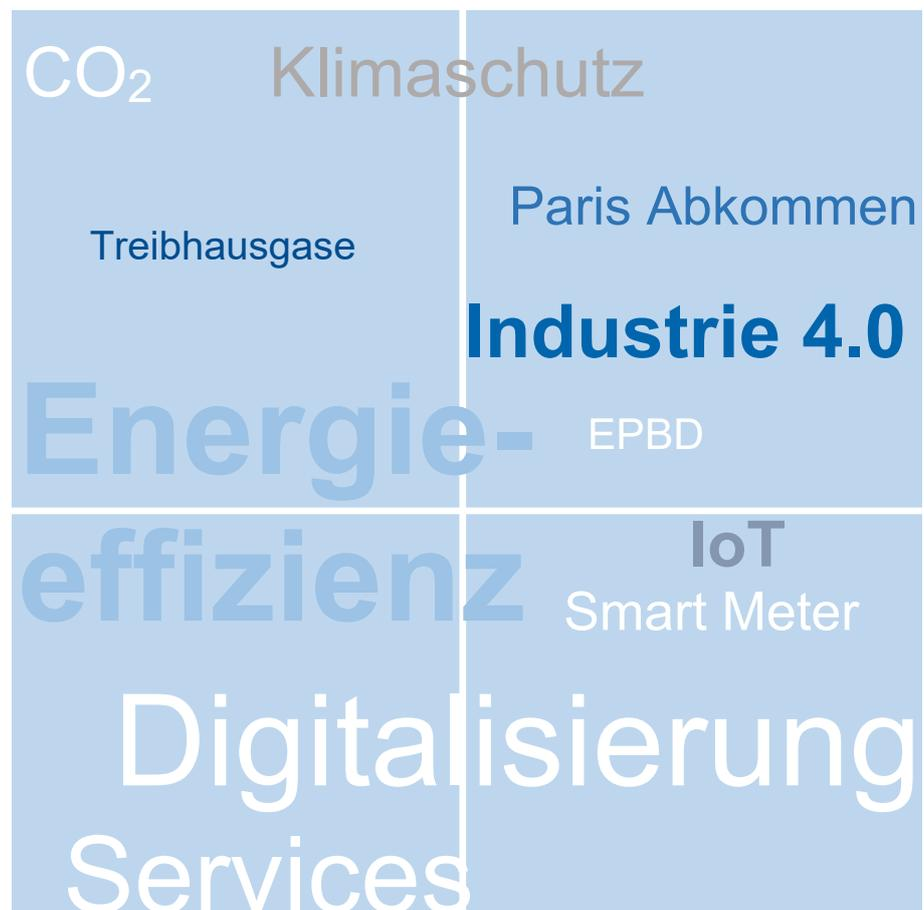 CO₂ Klimaschutz
Paris Abkommen
Treibhausgase
Industrie 4.0
Energie-
EPBD
effizienz
IoT
Smart Meter
Digitalisierung
Services